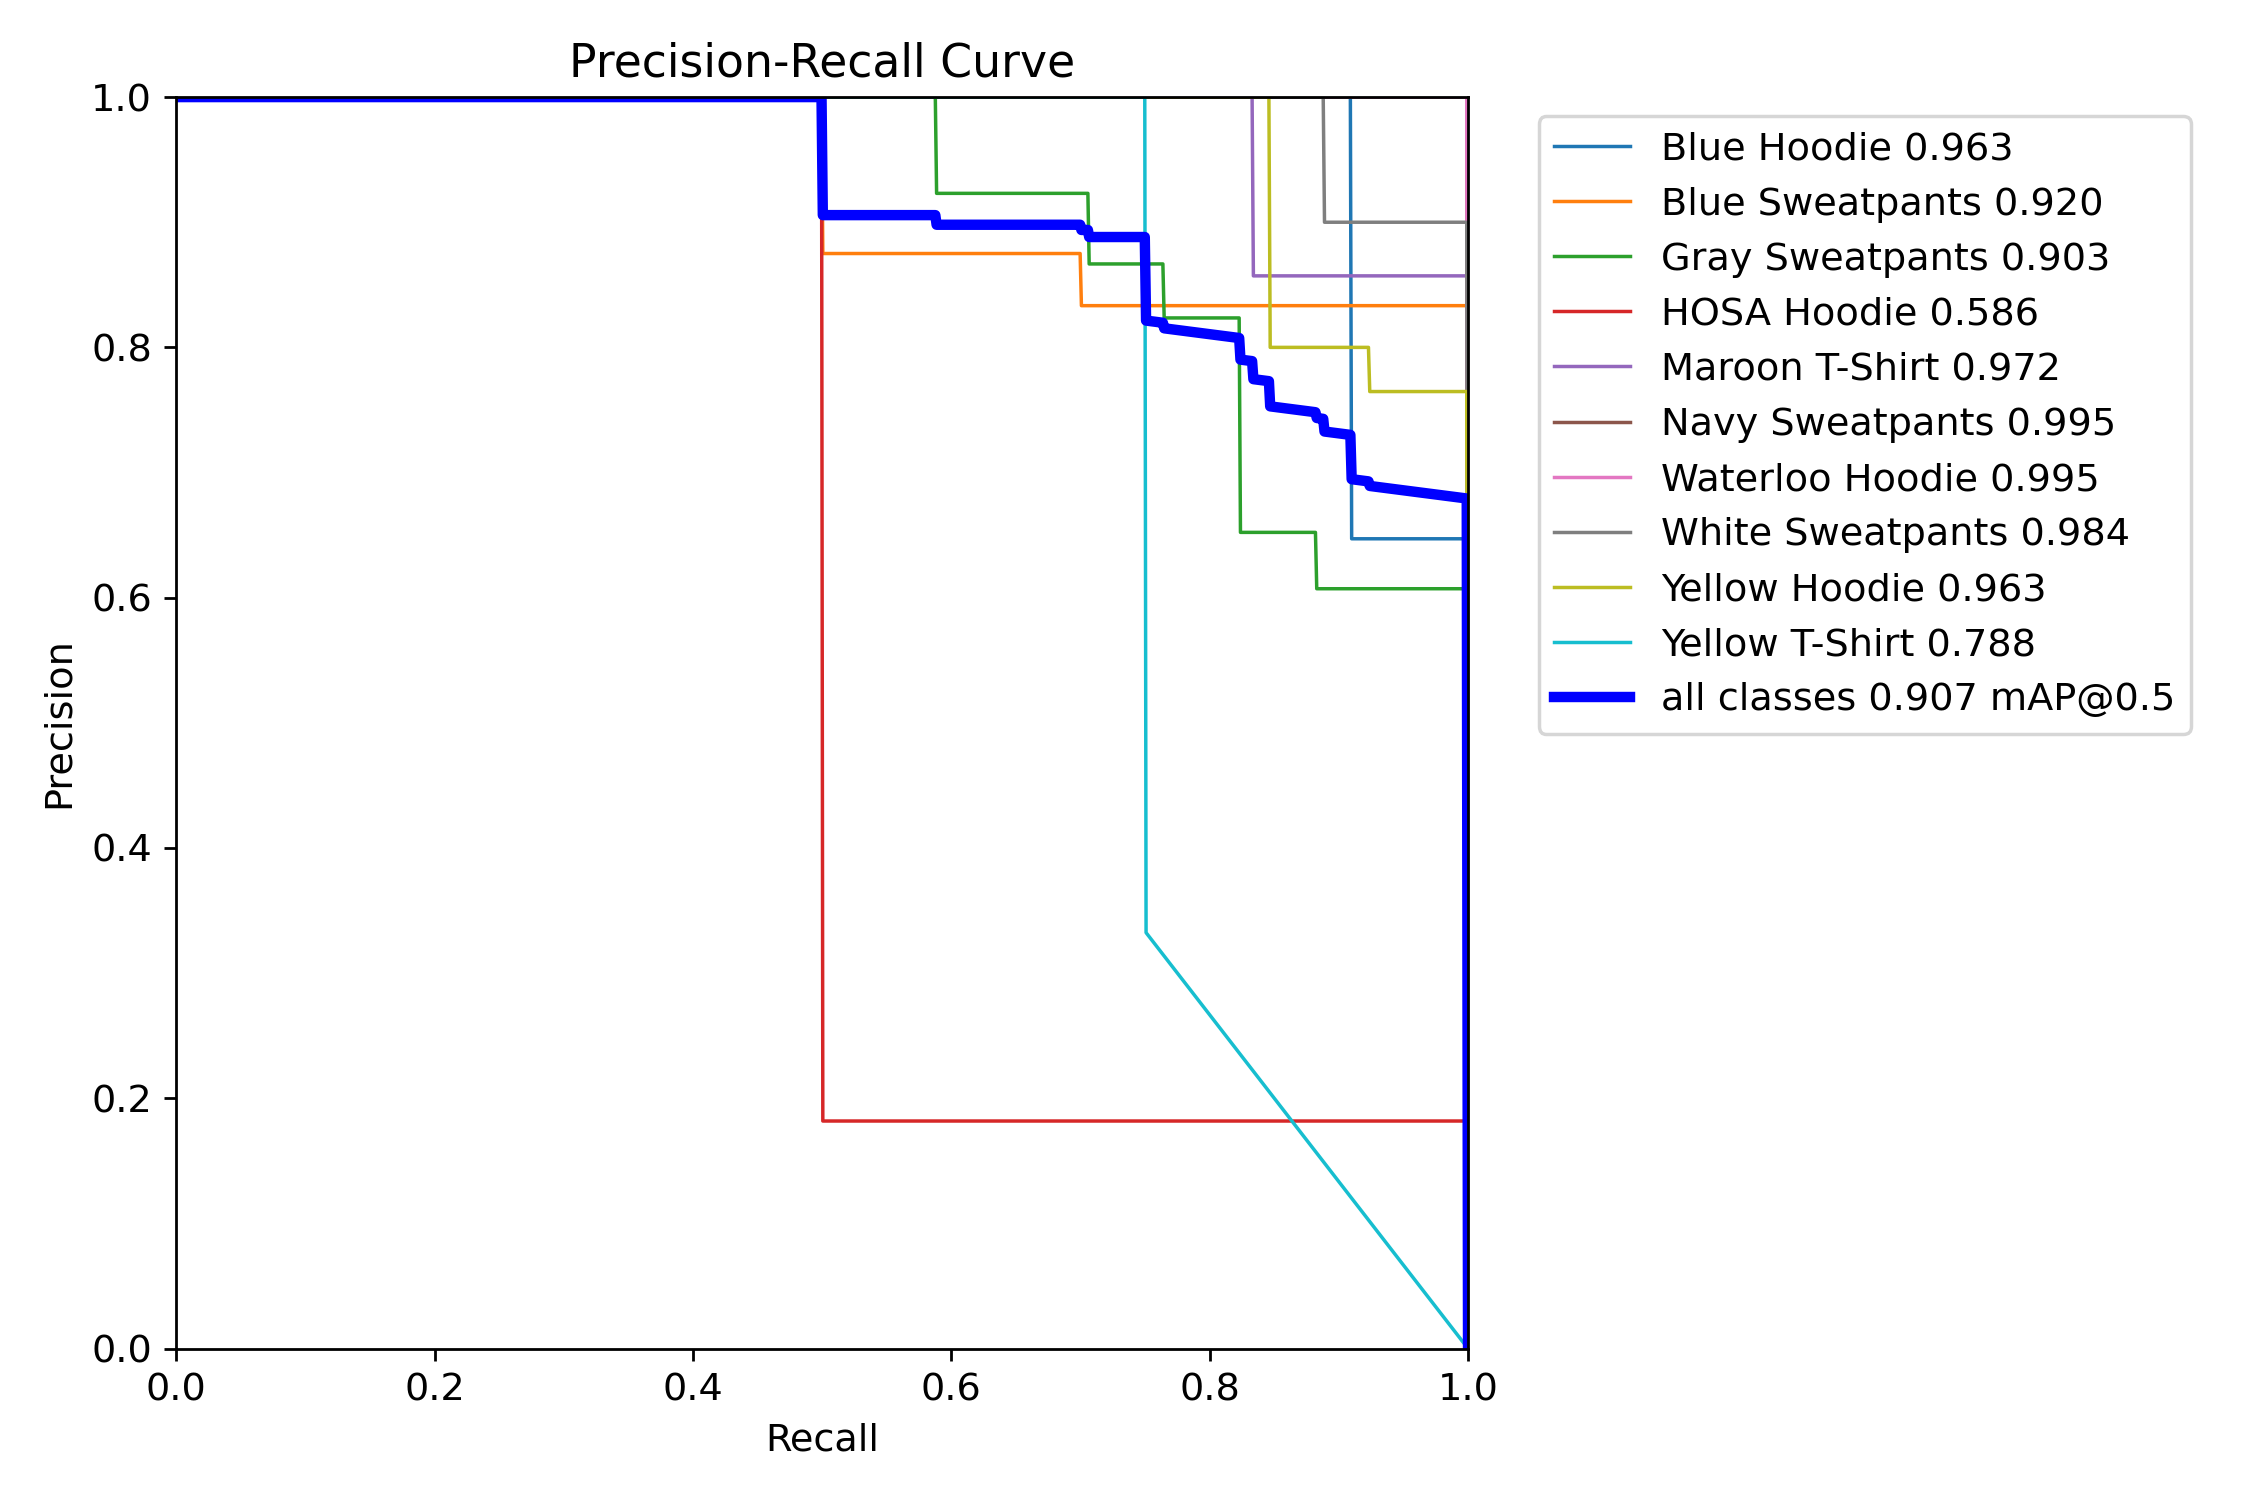 Precision-Recall Curve
1.0
0.8
0.6
0.4
0.2
0.0
Precision
0.0 0.2 0.4 0.6 0.8 1.0
Recall
Blue Hoodie 0.963
Blue Sweatpants 0.920
Gray Sweatpants 0.903
HOSA Hoodie 0.586
Maroon T-Shirt 0.972
Navy Sweatpants 0.995
Waterloo Hoodie 0.995
White Sweatpants 0.984
Yellow Hoodie 0.963
Yellow T-Shirt 0.788
all classes 0.907 mAP@0.5